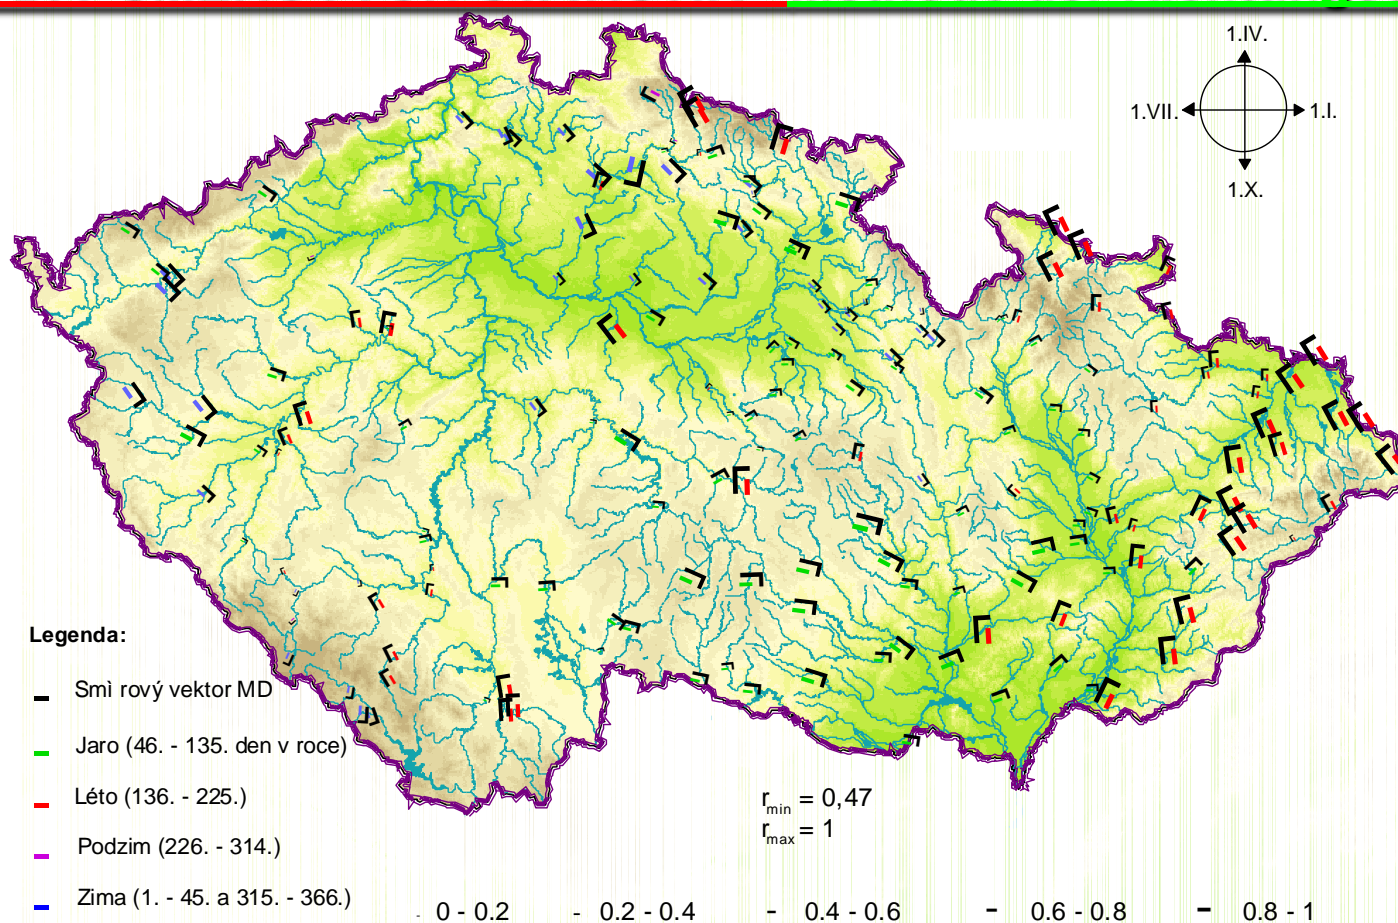 1.IV.
1.VII.
1.I.
1.X.
Legenda:
Smì rový vektor MD
Jaro (46. - 135. den v roce)
Léto (136. - 225.)
Podzim (226. - 314.)
Zima (1. - 45. a 315. - 366.)
rmin = 0,47
rmax = 1
- 0 - 0.2 - 0.2 - 0.4 - 0.4 - 0.6 - 0.6 - 0.8 - 0.8 - 1